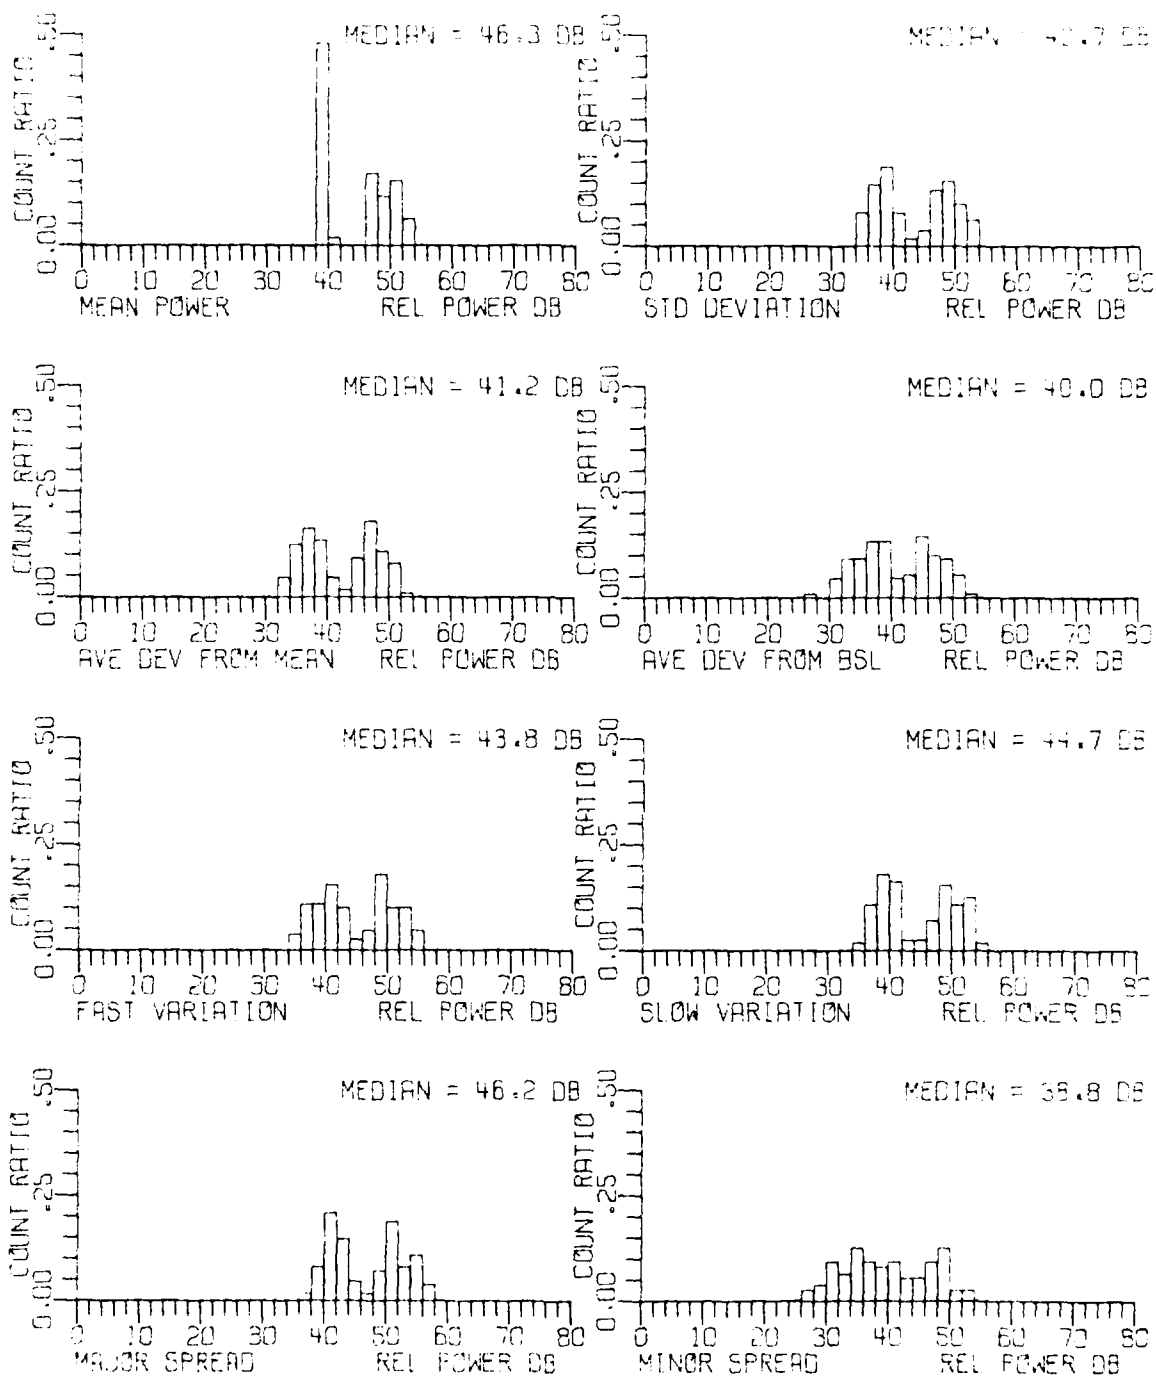 MEDIAN = 46.3 DB
COUNT RATIO
0.00 .25 .50
0 10 20 30 40 50 60 70 80
MEAN POWER REL POWER DB
MEDIAN = DB
COUNT RATIO
0.00 .25 .50
0 10 20 30 40 50 60 70 80
STD DEVIATION REL POWER DB
MEDIAN = 41.2 DB
COUNT RATIO
0.00 .25 .50
0 10 20 30 40 50 60 70 80
AVE DEV FROM MEAN REL POWER DB
MEDIAN = 40.0 DB
COUNT RATIO
0.00 .25 .50
0 10 20 30 40 50 60 70 80
AVE DEV FROM BSL REL POWER DB
MEDIAN = 43.8 DB
COUNT RATIO
0.00 .25 .50
0 10 20 30 40 50 60 70 80
FAST VARIATION REL POWER DB
MEDIAN = 44.7 DB
COUNT RATIO
0.00 .25 .50
0 10 20 30 40 50 60 70 80
SLOW VARIATION REL POWER DB
MEDIAN = 46.2 DB
COUNT RATIO
0.00 .25 .50
0 10 20 30 40 50 60 70 80
MAJOR SPREAD REL POWER DB
MEDIAN = DB
COUNT RATIO
0.00 .25 .50
0 10 20 30 40 50 60 70 80
MINOR SPREAD REL POWER DB